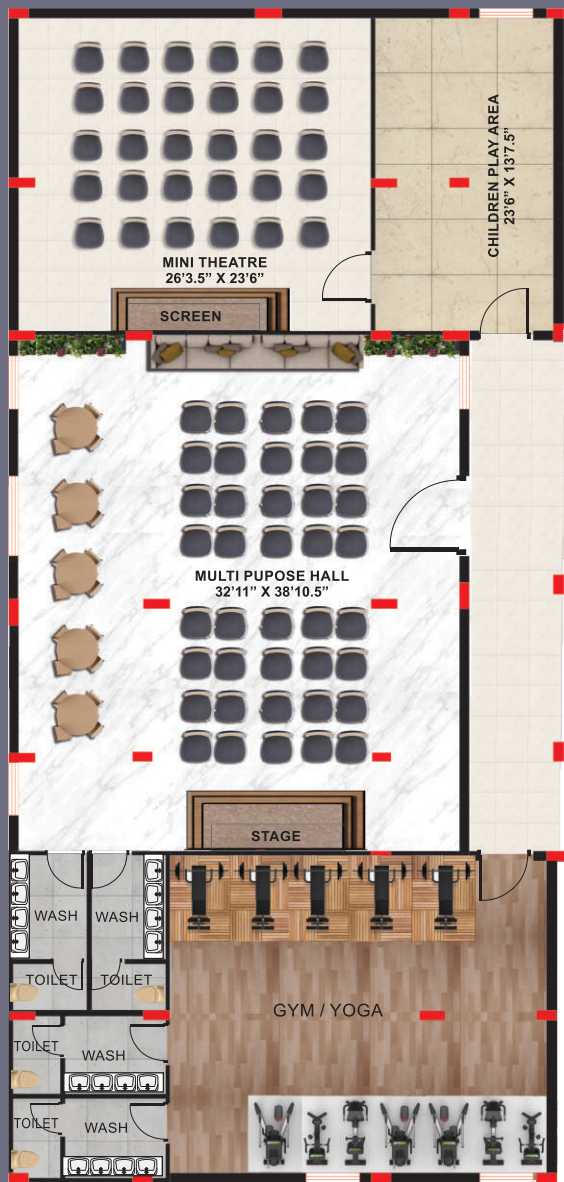 CHILDREN PLAY AREA
23'6" X 13'7.5"
MINI THEATRE
26'3.5" X 23'6"
SCREEN
MULTI PUPOSE HALL
32'11" X 38'10.5"
STAGE
WASH
WASH
TOILET
TOILET
GYM / YOGA
TOILET
WASH
TOILET
WASH